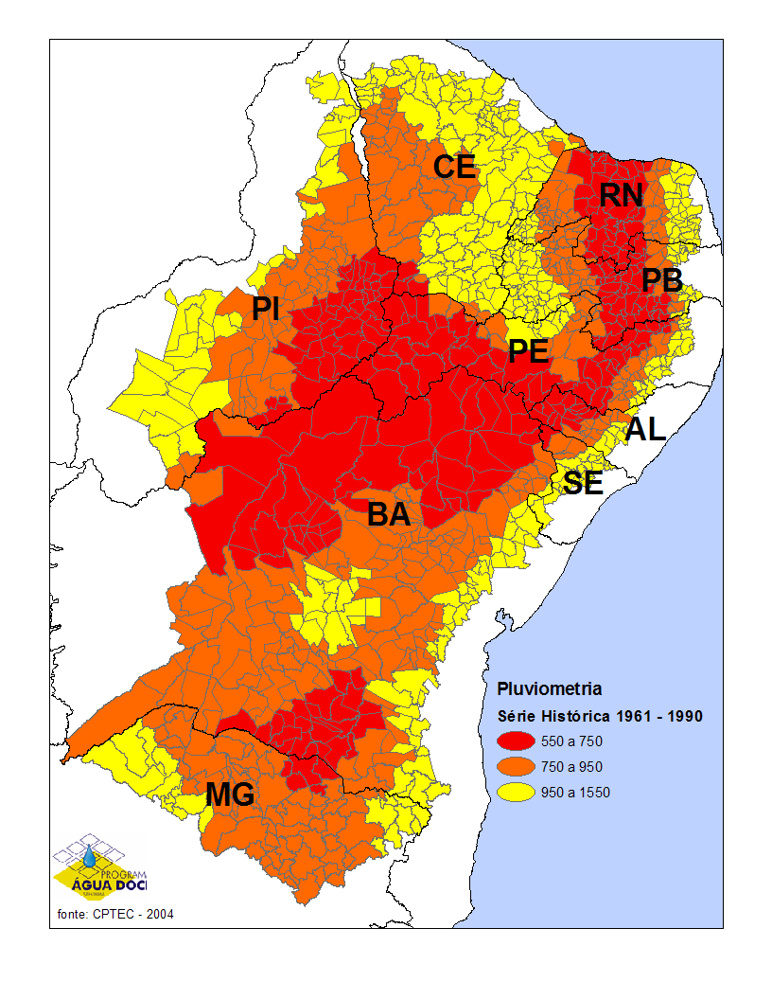 CE
RN
PB
PI
PE
AL
SE
BA
Pluviometria
Série Histórica 1961 - 1990
550 a 750
750 a 950
950 a 1550
MG
PROGRAM
ÁGUA DOCI
fonte: CPTEC - 2004